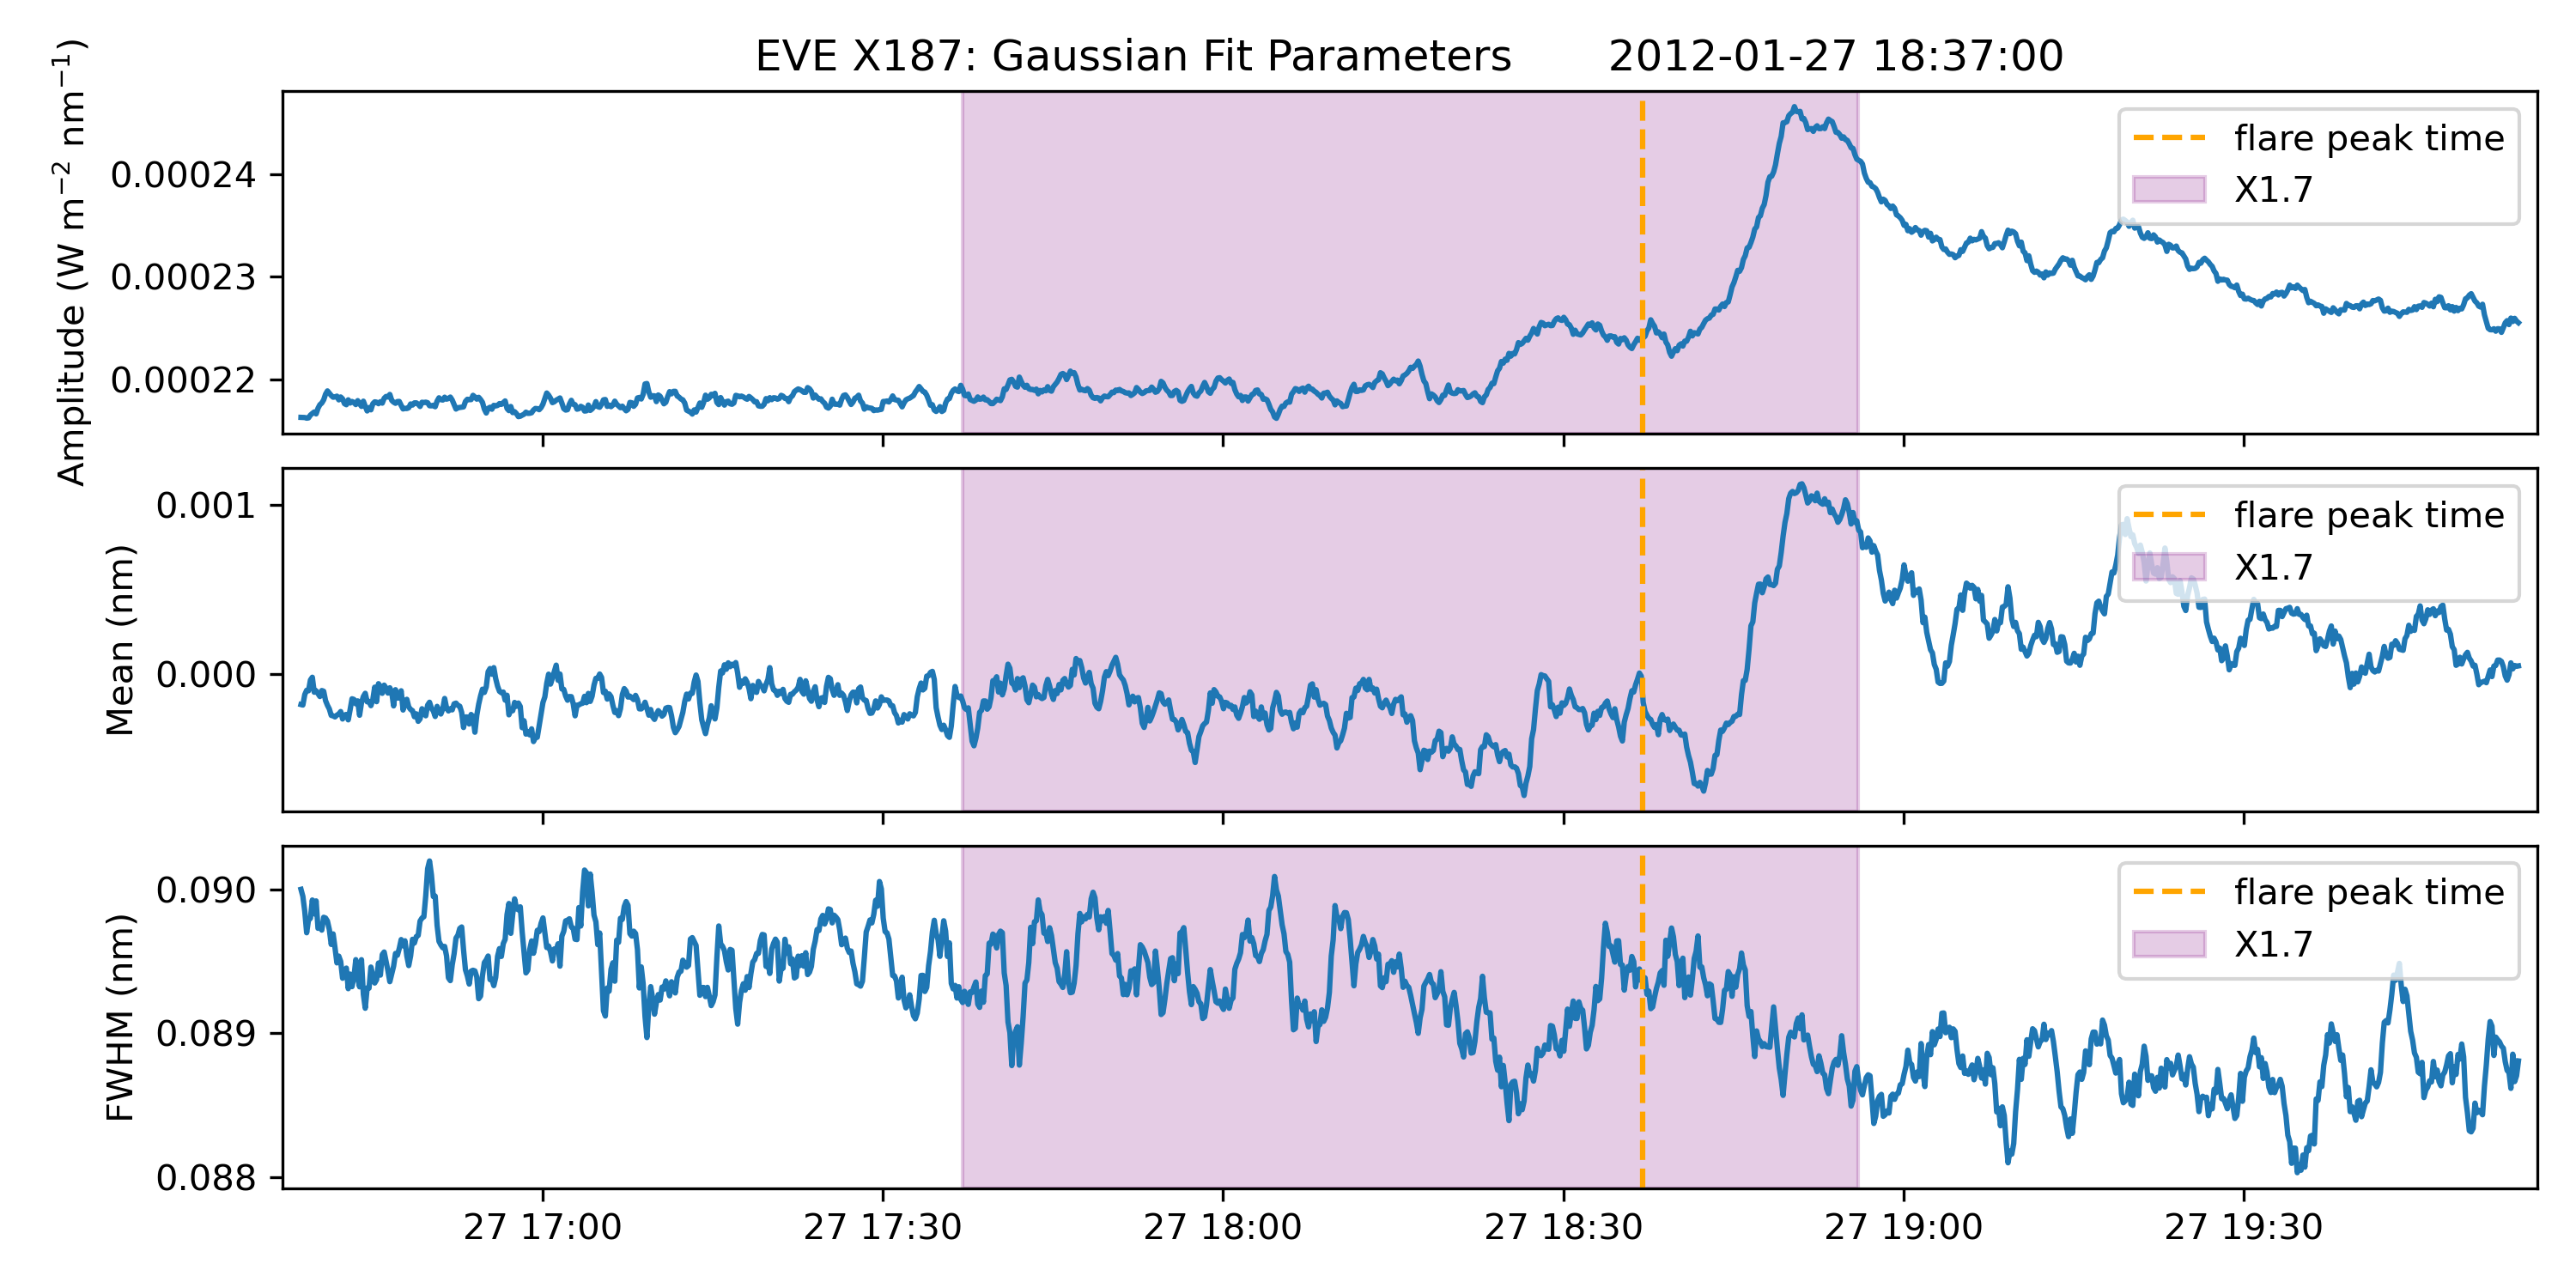 EVE X187: Gaussian Fit Parameters 2012-01-27 18:37:00
Amplitude (W m⁻² nm⁻¹)
0.00024
0.00023
0.00022
flare peak time
X1.7
Mean (nm)
0.001
0.000
flare peak time
X1.7
FWHM (nm)
0.090
0.089
0.088
flare peak time
X1.7
27 17:00 27 17:30 27 18:00 27 18:30 27 19:00 27 19:30